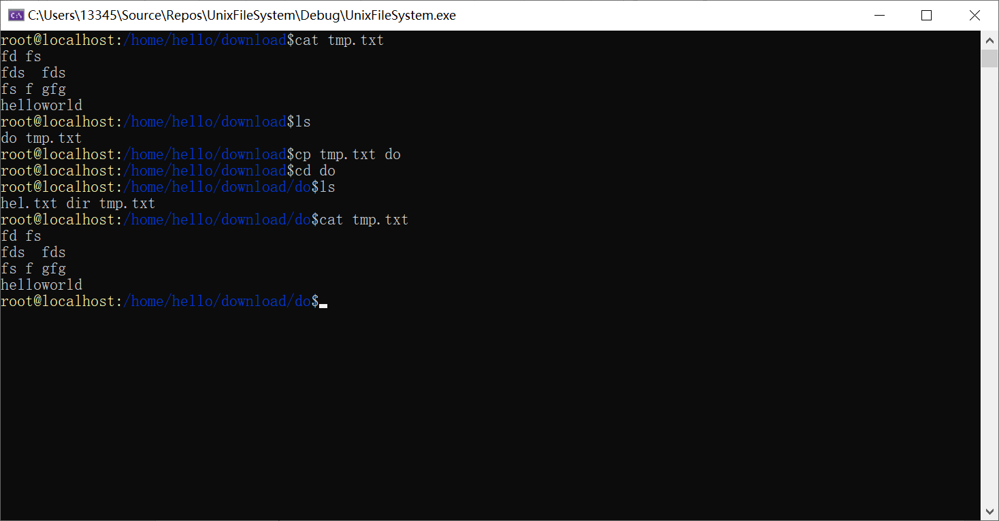 C:\Users\13345\Source\Repos\UnixFileSystem\Debug\UnixFileSystem.exe
root@localhost:/home/hello/download$cat tmp.txt
fd fs
fds  fds
fs f gfg
helloworld
root@localhost:/home/hello/download$ls
do tmp.txt
root@localhost:/home/hello/download$cp tmp.txt do
root@localhost:/home/hello/download$cd do
root@localhost:/home/hello/download/do$ls
hel.txt dir tmp.txt
root@localhost:/home/hello/download/do$cat tmp.txt
fd fs
fds  fds
fs f gfg
helloworld
root@localhost:/home/hello/download/do$